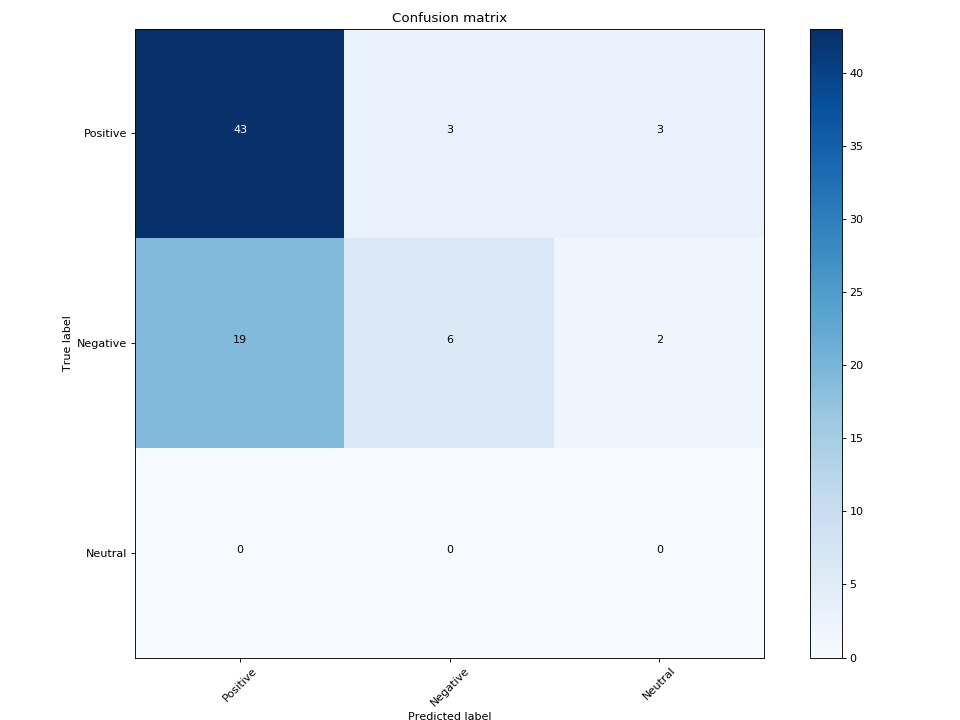 Confusion matrix
Positive
43
3
3
Negative
19
6
2
Neutral
0
0
0
True label
Positive
Negative
Neutral
Predicted label
40
35
30
25
20
15
10
5
0